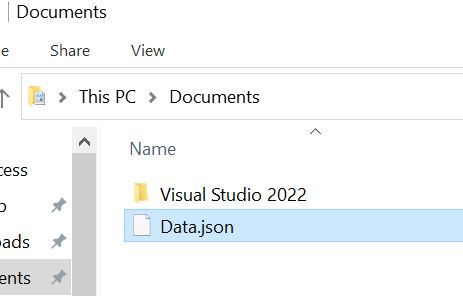 Documents
e
Share
View
This PC
Documents
Name
cess
p
oads
ents
Visual Studio 2022
Data.json